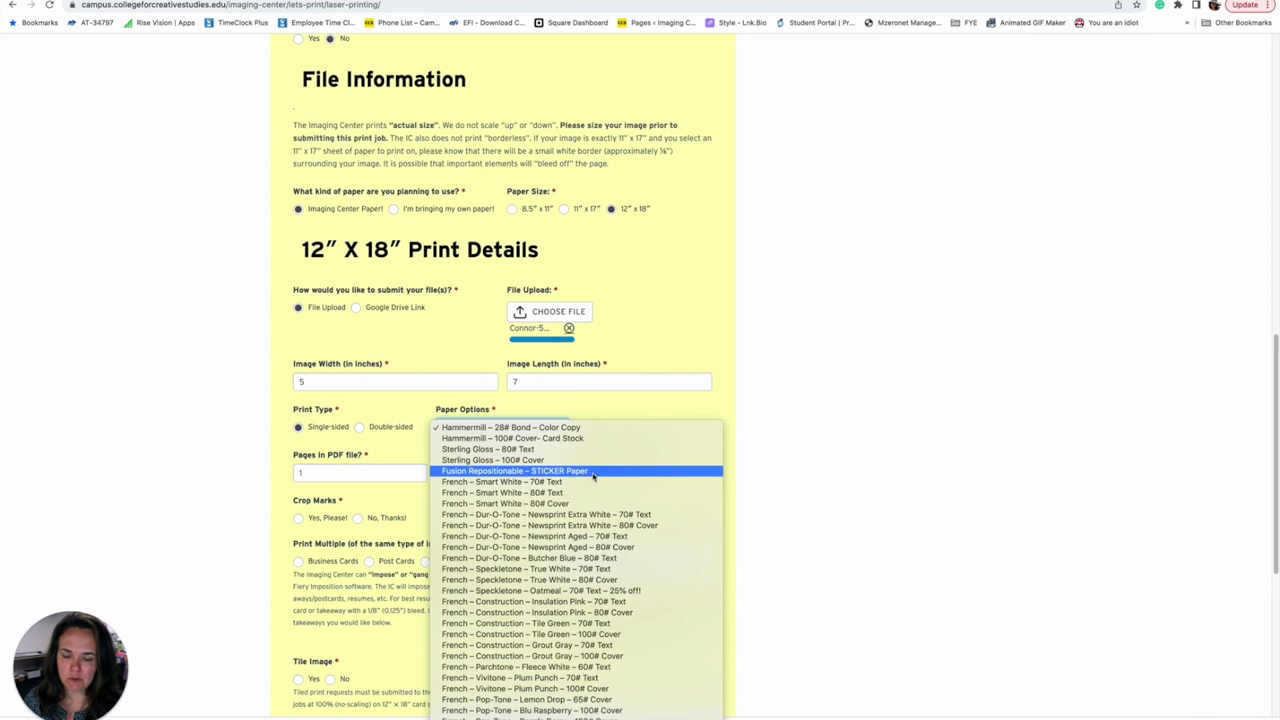 campus.collegeforcreativestudies.edu/imaging-center/lets-print/laser-printing/
Update
Bookmarks AT-34797 Rise Vision | Apps TimeClock Plus Employee Time Cl... Phone List – Cam... EFI - Download C... Square Dashboard Pages ‹ Imaging C... Style - Lnk.Bio Student Portal | Pr... Mzeronet Manager... FYE Animated GIF Maker You are an idiot » Other Bookmarks
Yes No
File Information
.
The Imaging Center prints “actual size”. We do not scale “up” or “down”. Please size your image prior to
submitting this print job. The IC also does not print “borderless”. If your image is exactly 11” x 17” and you select an
11” x 17” sheet of paper to print on, please know that there will be a small white border (approximately ⅛”)
surrounding your image. It is possible that important elements will “bleed off” the page.
What kind of paper are you planning to use? * Paper Size: *
Imaging Center Paper! I'm bringing my own paper! 8.5” x 11” 11” x 17” 12” x 18”
12” X 18” Print Details
How would you like to submit your file(s)? * File Upload: *
File Upload Google Drive Link CHOOSE FILE
Connor-5...
Image Width (in inches) * Image Length (in inches) *
5 7
Print Type * Paper Options *
Single-sided Double-sided
✓ Hammermill – 28# Bond – Color Copy
Hammermill – 100# Cover- Card Stock
Sterling Gloss – 80# Text
Sterling Gloss – 100# Cover
Fusion Repositionable – STICKER Paper
French – Smart White – 70# Text
French – Smart White – 80# Text
French – Smart White – 80# Cover
French – Dur-O-Tone – Newsprint Extra White – 70# Text
French – Dur-O-Tone – Newsprint Extra White – 80# Cover
French – Dur-O-Tone – Newsprint Aged – 70# Text
French – Dur-O-Tone – Newsprint Aged – 80# Cover
French – Dur-O-Tone – Butcher Blue – 80# Text
French – Speckletone – True White – 70# Text
French – Speckletone – True White – 80# Cover
French – Speckletone – Oatmeal – 70# Text – 25% off!
French – Construction – Insulation Pink – 70# Text
French – Construction – Insulation Pink – 80# Cover
French – Construction – Tile Green – 70# Text
French – Construction – Tile Green – 100# Cover
French – Construction – Grout Gray – 70# Text
French – Construction – Grout Gray – 100# Cover
French – Parchtone – Fleece White – 60# Text
French – Vivitone – Plum Punch – 70# Text
French – Vivitone – Plum Punch – 100# Cover
French – Pop-Tone – Lemon Drop – 65# Cover
French – Pop-Tone – Blu Raspberry – 100# Cover
Pages in PDF file? *
1
Crop Marks *
Yes, Please! No, Thanks!
Print Multiple (of the same type of i
Business Cards Post Cards
The Imaging Center can “impose” or “gang
Fiery Imposition software. The IC will impose
aways/postcards, resumes, etc. For best resul
card or takeaway with a 1/8” (0.125”) bleed. I
takeaways you would like below.
Tile Image *
Yes No
Tiled print requests must be submitted to the
jobs at 100% (no-scaling) on 12” X 18” card s